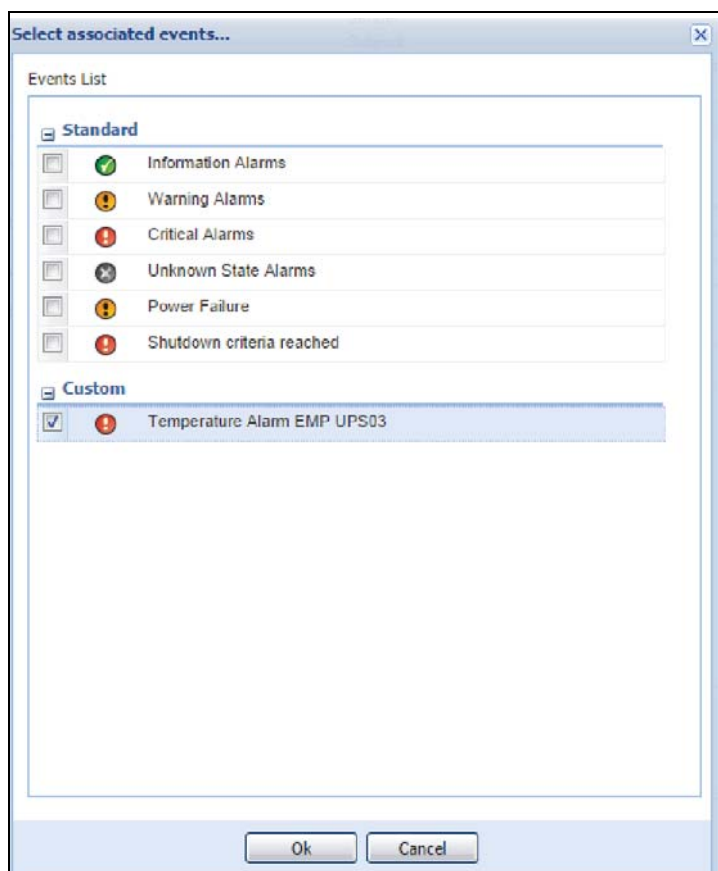 Select associated events...
Events List
Standard
Information Alarms
Warning Alarms
Critical Alarms
Unknown State Alarms
Power Failure
Shutdown criteria reached
Custom
Temperature Alarm EMP UPS03
Ok
Cancel